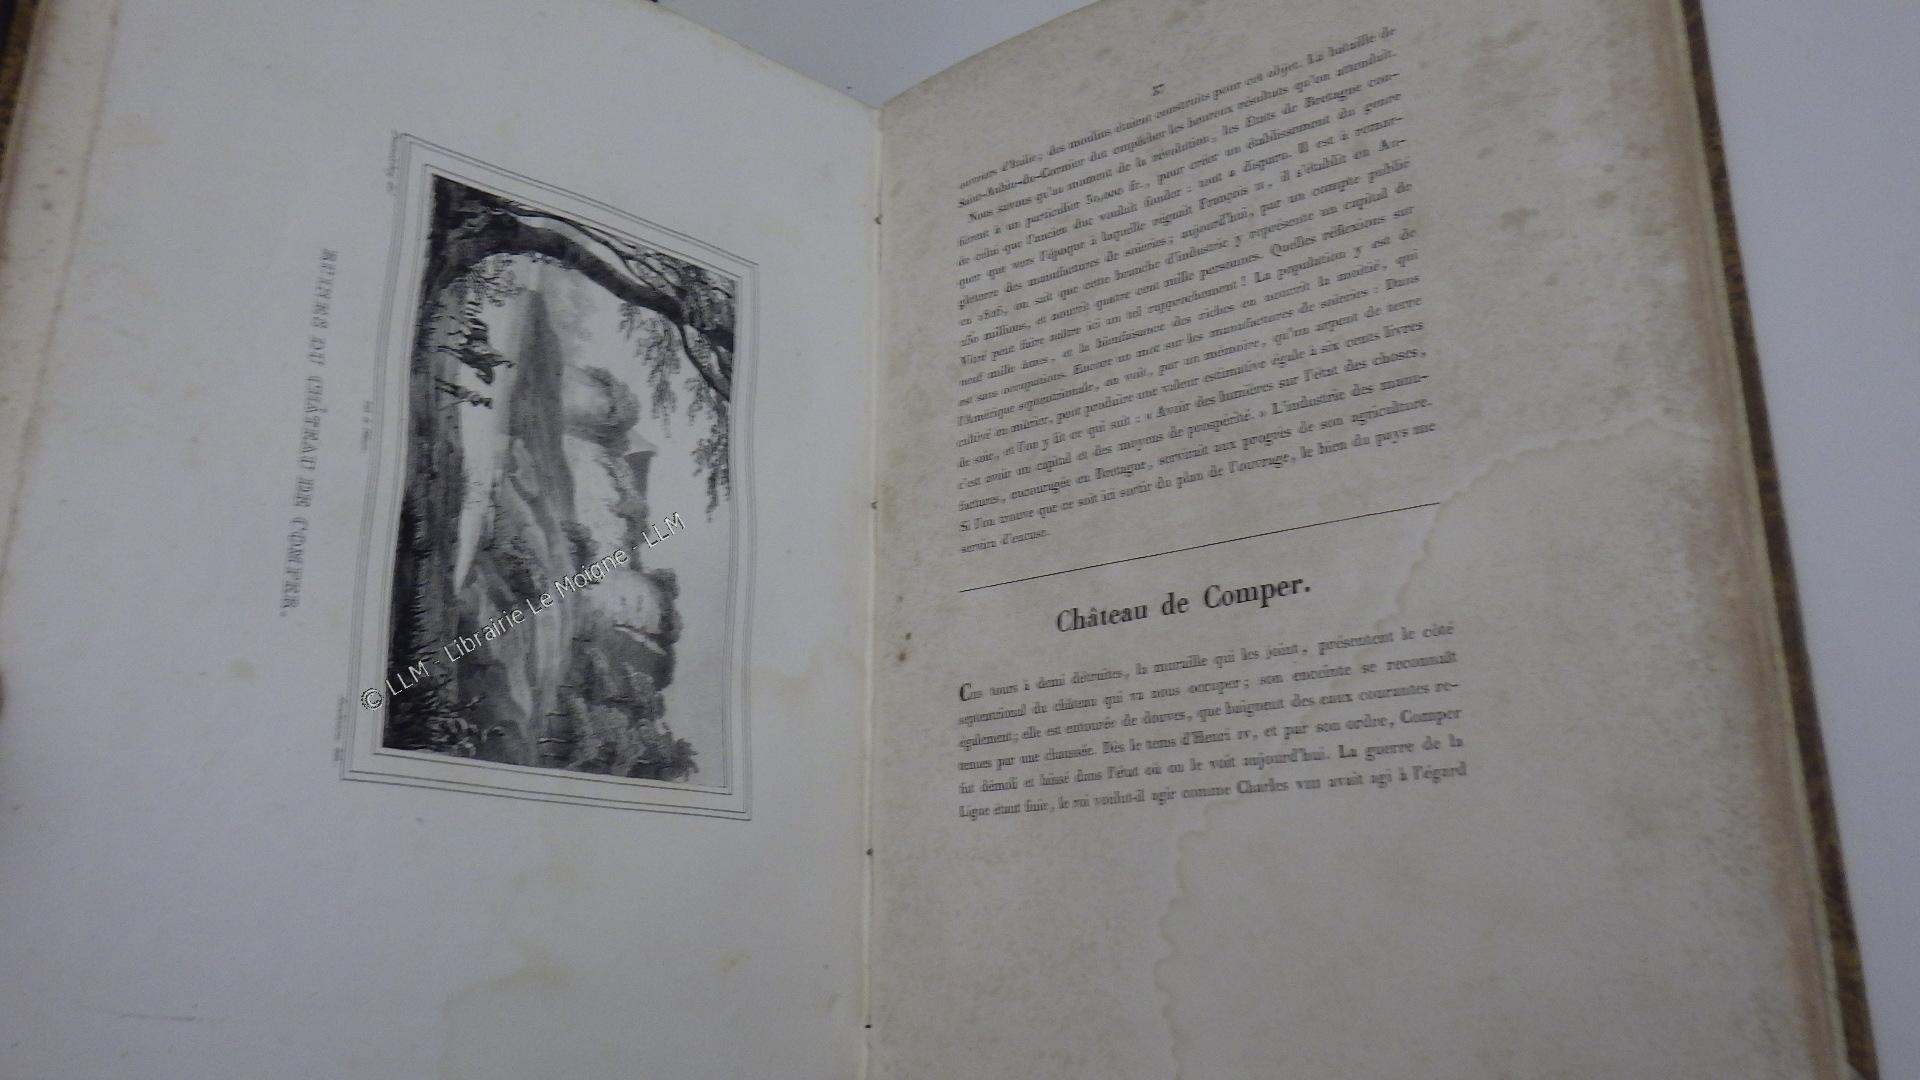 RUINES DU CHÂTEAU DE COMPER.
© LLM - Librairie Le Moigne - LLM
37
ouvriers d'Italie; des moulins étaient construits pour cet objet. La bataille de
Saint-Aubin-du-Cormier dut empêcher les heureux résultats qu'on attendait.
Nous savons qu'au moment de la révolution, les États de Bretagne con-
fièrent à un particulier 50,000 fr., pour créer un établissement du genre
de celui que l'ancien duc voulait fonder : tout a disparu. Il est à remar-
quer que vers l'époque à laquelle régnait François II, il s'établit en An-
gleterre des manufactures de soieries; aujourd'hui, par un compte publié
en 1826, on sait que cette branche d'industrie y représente un capital de
250 millions, et nourrit quatre cent mille personnes. Quelles réflexions sur
Vitré peut faire naître ici un tel rapprochement! La population y est de
neuf mille âmes, et la bienfaisance des riches en nourrit la moitié, qui
est sans occupations. Encore un mot sur les manufactures de soieries : Dans
l'Amérique septentrionale, on voit, par un mémoire, qu'un arpent de terre
cultivé en mûrier, peut produire une valeur estimative égale à six cents livres
de soie, et l'on y lit ce qui suit : « Avoir des lumières sur l'état des choses,
c'est avoir un capital et des moyens de prospérité. » L'industrie des manu-
factures, encouragée en Bretagne, servirait aux progrès de son agriculture.
Si l'on trouve que ce soit ici sortir du plan de l'ouvrage, le bien du pays me
servira d'excuse.
Château de Comper.
Ces tours à demi détruites, la muraille qui les joint, présentent le côté
septentrional du château qui va nous occuper; son enceinte se reconnaît
également; elle est entourée de douves, que baignent des eaux courantes re-
tenues par une chaussée. Dès le tems d'Henri IV, et par son ordre, Comper
fut démoli et laissé dans l'état où on le voit aujourd'hui. La guerre de la
Ligue étant finie, le roi voulut-il agir comme Charles VIII avait agi à l'égard